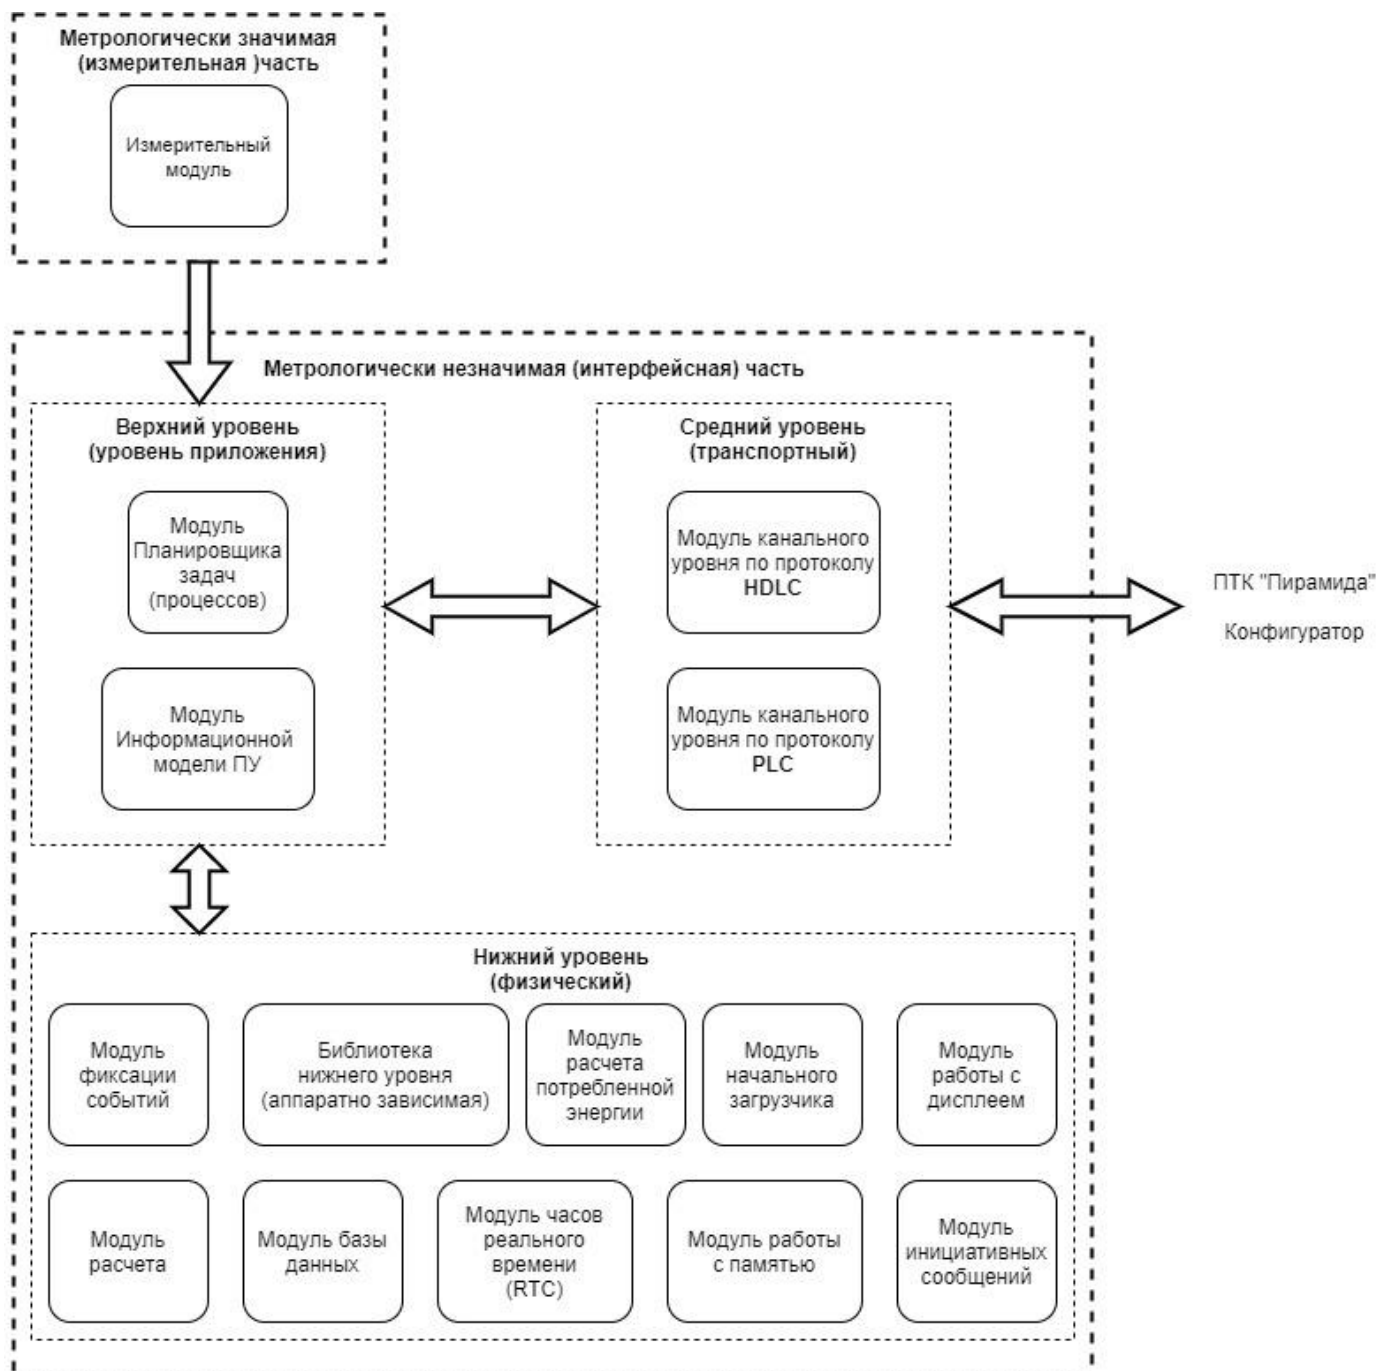 Метрологически значимая
(измерительная )часть
Измерительный
модуль
Метрологически незначимая (интерфейсная) часть
Верхний уровень
(уровень приложения)
Модуль
Планировщика
задач
(процессов)
Модуль
Информационной
модели ПУ
Средний уровень
(транспортный)
Модуль канального
уровня по протоколу
HDLC
Модуль канального
уровня по протоколу
PLC
ПТК "Пирамида"
Конфигуратор
Нижний уровень
(физический)
Модуль
фиксации
событий
Библиотека
нижнего уровня
(аппаратно зависимая)
Модуль
расчета
потребленной
энергии
Модуль
начального
загрузчика
Модуль
работы с
дисплеем
Модуль
расчета
Модуль базы
данных
Модуль часов
реального
времени
(RTC)
Модуль работы
с памятью
Модуль
инициативных
сообщений